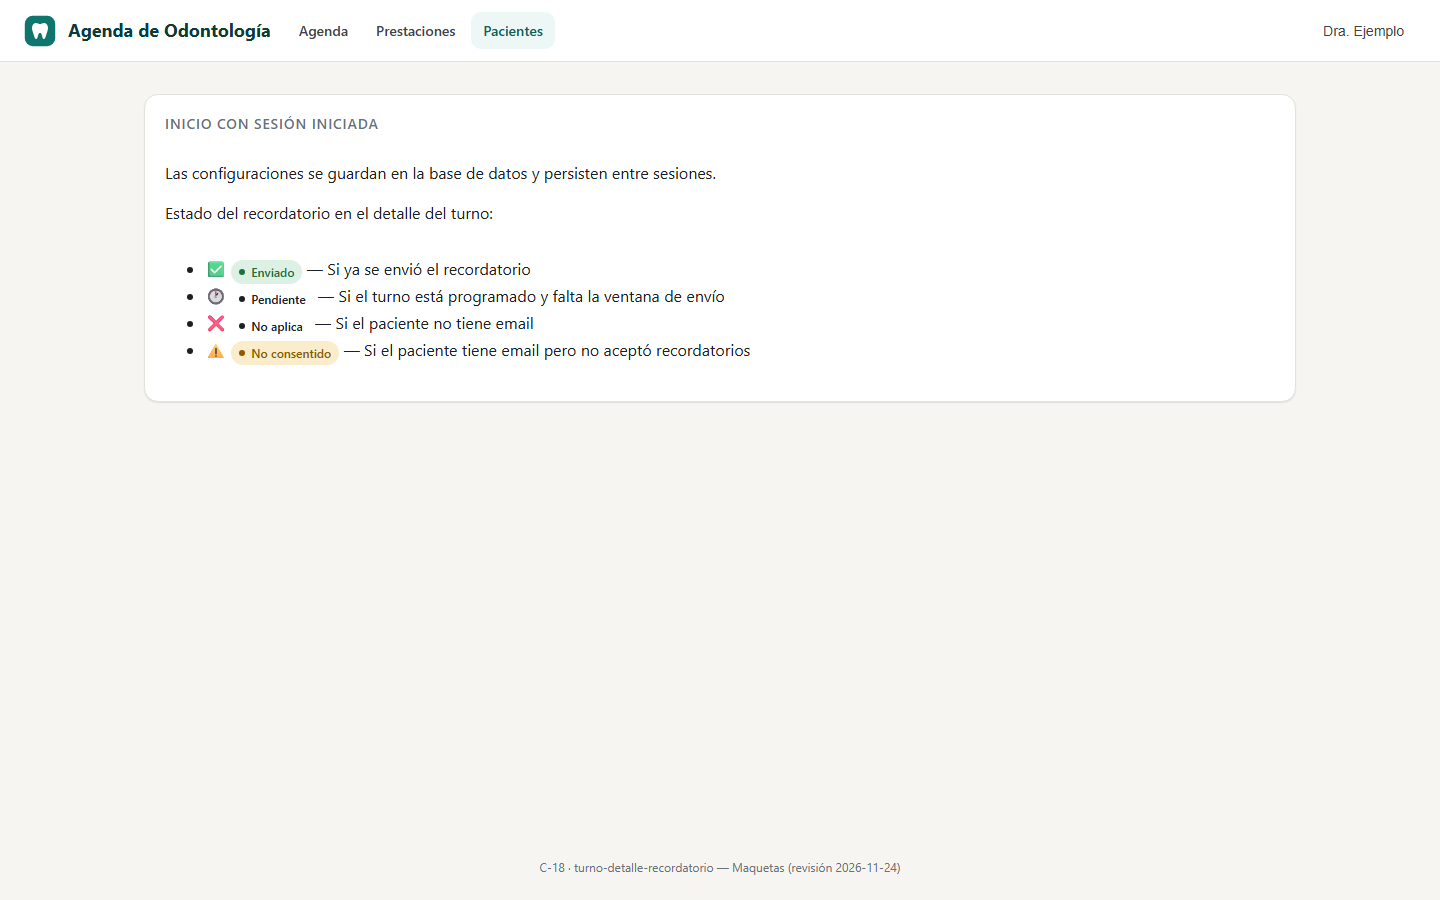 Agenda de Odontología
Agenda
Prestaciones
Pacientes
Dra. Ejemplo
INICIO CON SESIÓN INICIADA
Las configuraciones se guardan en la base de datos y persisten entre sesiones.
Estado del recordatorio en el detalle del turno:
• ✅ • Enviado — Si ya se envió el recordatorio
• 🕐 • Pendiente — Si el turno está programado y falta la ventana de envío
• ❌ • No aplica — Si el paciente no tiene email
• ⚠️ • No consentido — Si el paciente tiene email pero no aceptó recordatorios
C-18 · turno-detalle-recordatorio — Maquetas (revisión 2026-11-24)